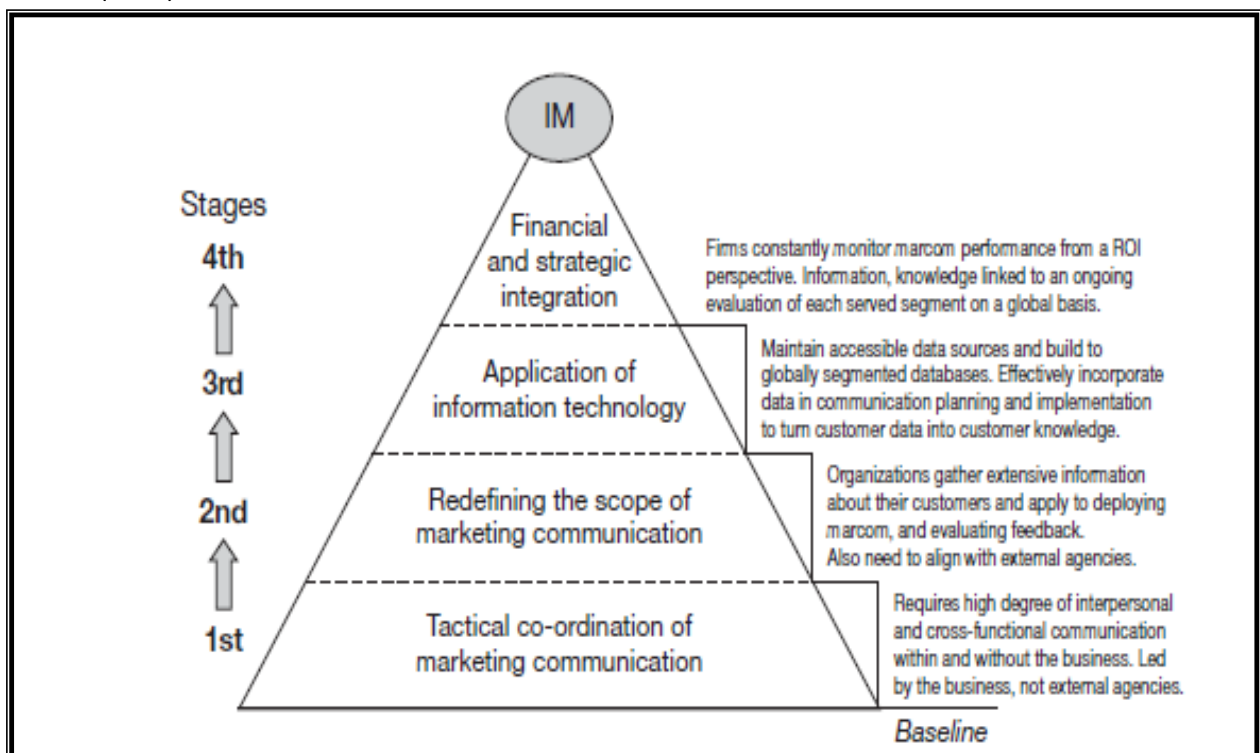 IM
Stages
4th
3rd
2nd
1st
Financial
and strategic
integration
Firms constantly monitor marcom performance from a ROI
perspective. Information, knowledge linked to an ongoing
evaluation of each served segment on a global basis.
Application of
information technology
Maintain accessible data sources and build to
globally segmented databases. Effectively incorporate
data in communication planning and implementation
to turn customer data into customer knowledge.
Redefining the scope of
marketing communication
Organizations gather extensive information
about their customers and apply to deploying
marcom, and evaluating feedback.
Also need to align with external agencies.
Tactical co-ordination of
marketing communication
Requires high degree of interpersonal
and cross-functional communication
within and without the business. Led
by the business, not external agencies.
Baseline